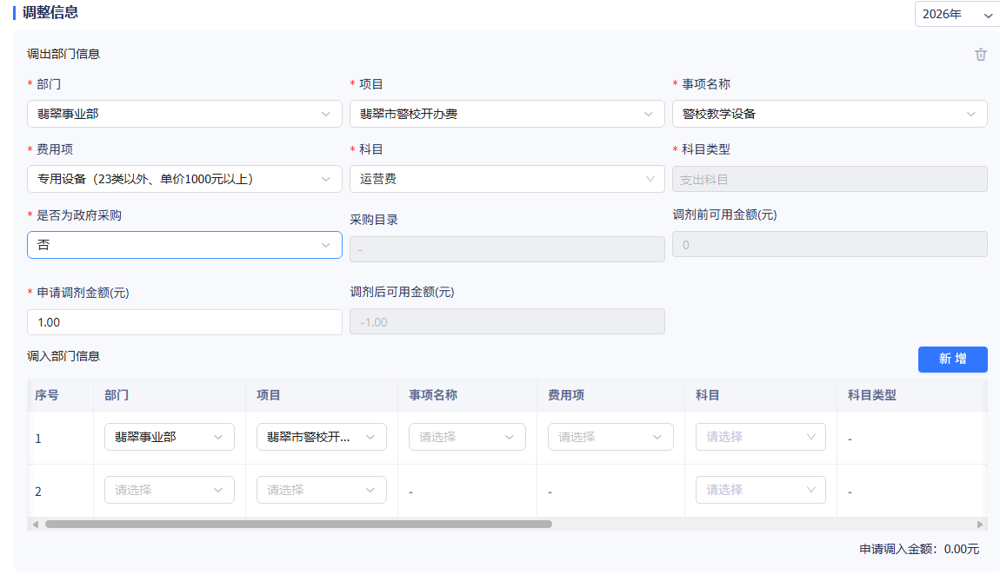 调整信息
2026年
调出部门信息
* 部门
* 项目
* 事项名称
翡翠事业部
翡翠市警校开办费
警校教学设备
* 费用项
* 科目
* 科目类型
专用设备（23类以外、单价1000元以上）
运营费
支出科目
* 是否为政府采购
采购目录
调剂前可用金额(元)
否
-
0
* 申请调剂金额(元)
调剂后可用金额(元)
1.00
-1.00
调入部门信息
新 增
序号 部门 项目 事项名称 费用项 科目 科目类型
1 翡翠事业部 翡翠市警校开... 请选择 请选择 请选择 -
2 请选择 请选择 - - 请选择 -
申请调入金额：0.00元